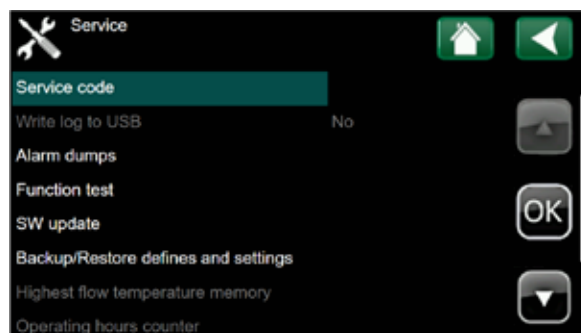 Service
Service code
Write log to USB No
Alarm dumps
Function test
OK
SW update
Backup/Restore defines and settings
Highest flow temperature memory
Operating hours counter